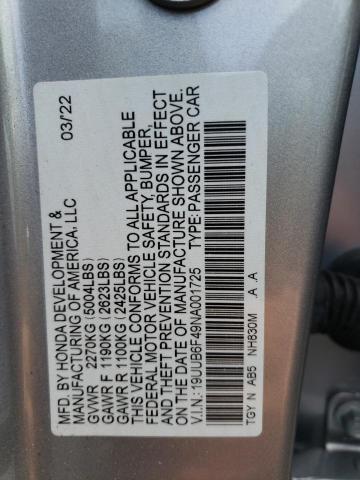 MFD. BY HONDA DEVELOPMENT & 03/22
MANUFACTURING OF AMERICA, LLC
GVWR 2270KG (5004LBS)
GAWR F 1190KG (2623LBS)
GAWR R 1100KG (2425LBS)
THIS VEHICLE CONFORMS TO ALL APPLICABLE
FEDERAL MOTOR VEHICLE SAFETY, BUMPER,
AND THEFT PREVENTION STANDARDS IN EFFECT
ON THE DATE OF MANUFACTURE SHOWN ABOVE.
V.I.N.: 19UUB6F49NA001725 TYPE: PASSENGER CAR
TGY N AB5 NH830M .A .A